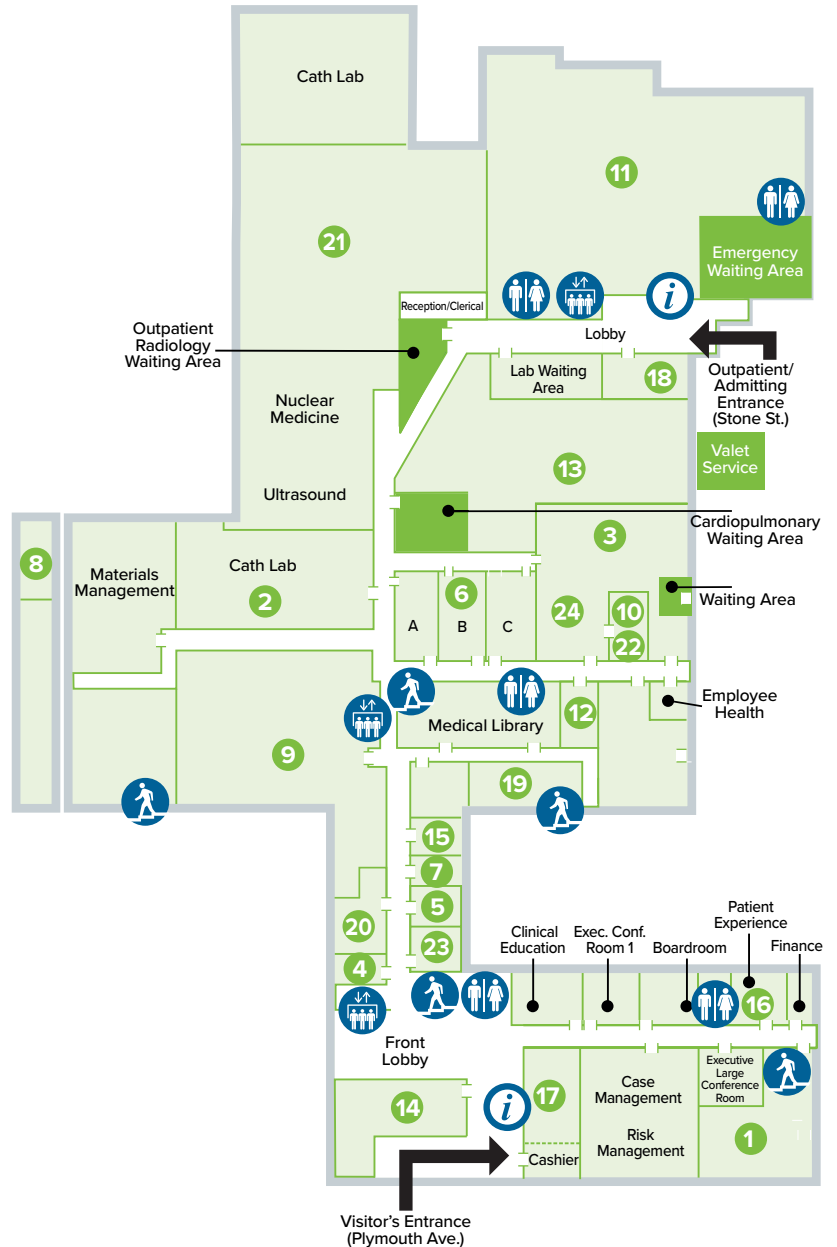 Cath Lab
11
21
Emergency
Waiting Area
Reception/Clerical
i
Lobby
Outpatient
Radiology
Waiting Area
Lab Waiting
Area
18
Outpatient/
Admitting
Entrance
(Stone St.)
Nuclear
Medicine
Valet
Service
13
Ultrasound
Cardiopulmonary
Waiting Area
3
8
Materials
Management
Cath Lab
2
6
A
B
C
24
10
22
Waiting Area
Employee
Health
12
Medical Library
9
19
15
7
5
20
23
4
Clinical
Education
Exec. Conf.
Room 1
Boardroom
Patient
Experience
Finance
16
Front
Lobby
14
i
17
Cashier
Case
Management
Risk
Management
Executive
Large
Conference
Room
1
Visitor's Entrance
(Plymouth Ave.)